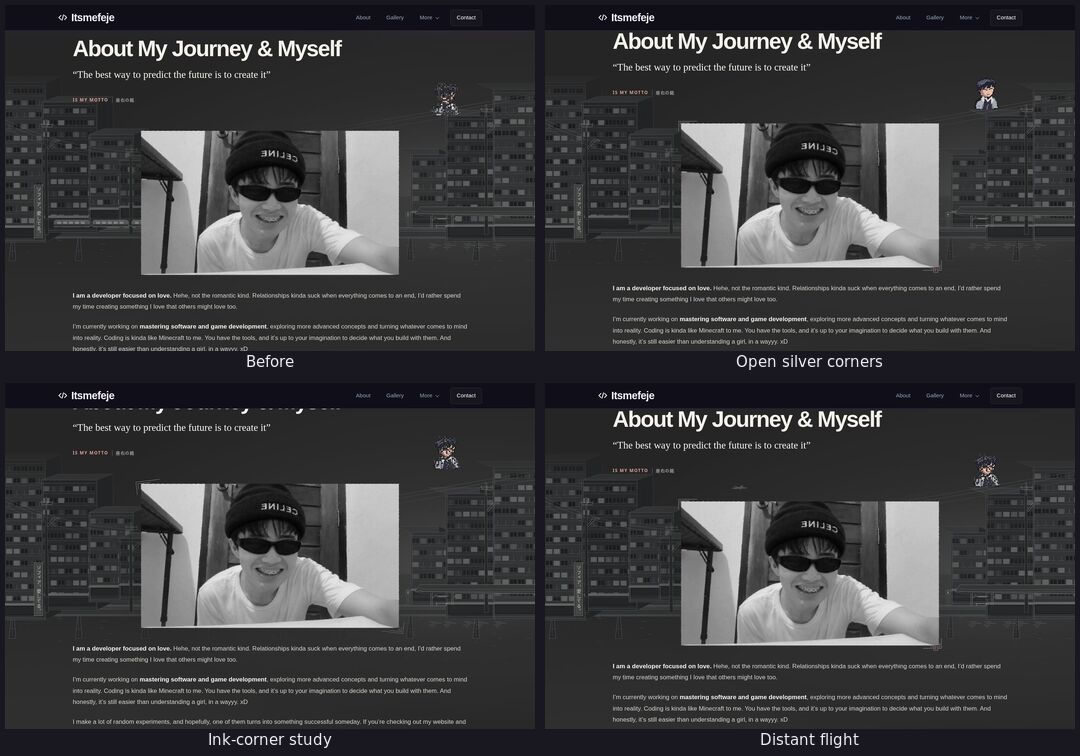 Itsmefeje
About
Gallery
More
Contact
About My Journey & Myself
“The best way to predict the future is to create it”
IS MY MOTTO
座右の銘
CELINE
I am a developer focused on love. Hehe, not the romantic kind. Relationships kinda suck when everything comes to an end, I'd rather spend
my time creating something I love that others might love too.
I'm currently working on mastering software and game development, exploring more advanced concepts and turning whatever comes to mind
into reality. Coding is kinda like Minecraft to me. You have the tools, and it's up to your imagination to decide what you build with them. And
honestly, it's still easier than understanding a girl, in a wayyy. xD
Before
Itsmefeje
About
Gallery
More
Contact
About My Journey & Myself
“The best way to predict the future is to create it”
IS MY MOTTO
座右の銘
CELINE
I am a developer focused on love. Hehe, not the romantic kind. Relationships kinda suck when everything comes to an end, I'd rather spend
my time creating something I love that others might love too.
I'm currently working on mastering software and game development, exploring more advanced concepts and turning whatever comes to mind
into reality. Coding is kinda like Minecraft to me. You have the tools, and it's up to your imagination to decide what you build with them. And
honestly, it's still easier than understanding a girl, in a wayyy. xD
Open silver corners
Itsmefeje
About
Gallery
More
Contact
About My Journey & Myself
“The best way to predict the future is to create it”
IS MY MOTTO
座右の銘
CELINE
I am a developer focused on love. Hehe, not the romantic kind. Relationships kinda suck when everything comes to an end, I'd rather spend
my time creating something I love that others might love too.
I'm currently working on mastering software and game development, exploring more advanced concepts and turning whatever comes to mind
into reality. Coding is kinda like Minecraft to me. You have the tools, and it's up to your imagination to decide what you build with them. And
honestly, it's still easier than understanding a girl, in a wayyy. xD
I make a lot of random experiments, and hopefully, one of them turns into something successful someday. If you're checking out my website and
Ink-corner study
Itsmefeje
About
Gallery
More
Contact
About My Journey & Myself
“The best way to predict the future is to create it”
IS MY MOTTO
座右の銘
CELINE
I am a developer focused on love. Hehe, not the romantic kind. Relationships kinda suck when everything comes to an end, I'd rather spend
my time creating something I love that others might love too.
I'm currently working on mastering software and game development, exploring more advanced concepts and turning whatever comes to mind
into reality. Coding is kinda like Minecraft to me. You have the tools, and it's up to your imagination to decide what you build with them. And
honestly, it's still easier than understanding a girl, in a wayyy. xD
Distant flight